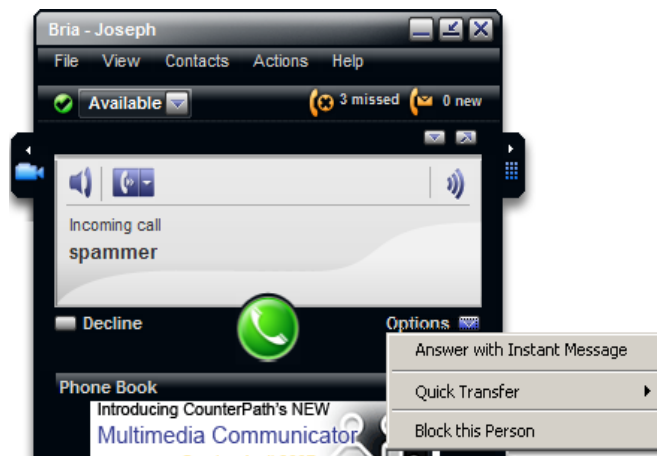 Bria - Joseph
File View Contacts Actions Help
Available 3 missed 0 new
Incoming call
spammer
Decline Options
Answer with Instant Message
Quick Transfer
Block this Person
Phone Book
Introducing CounterPath's NEW
Multimedia Communicator